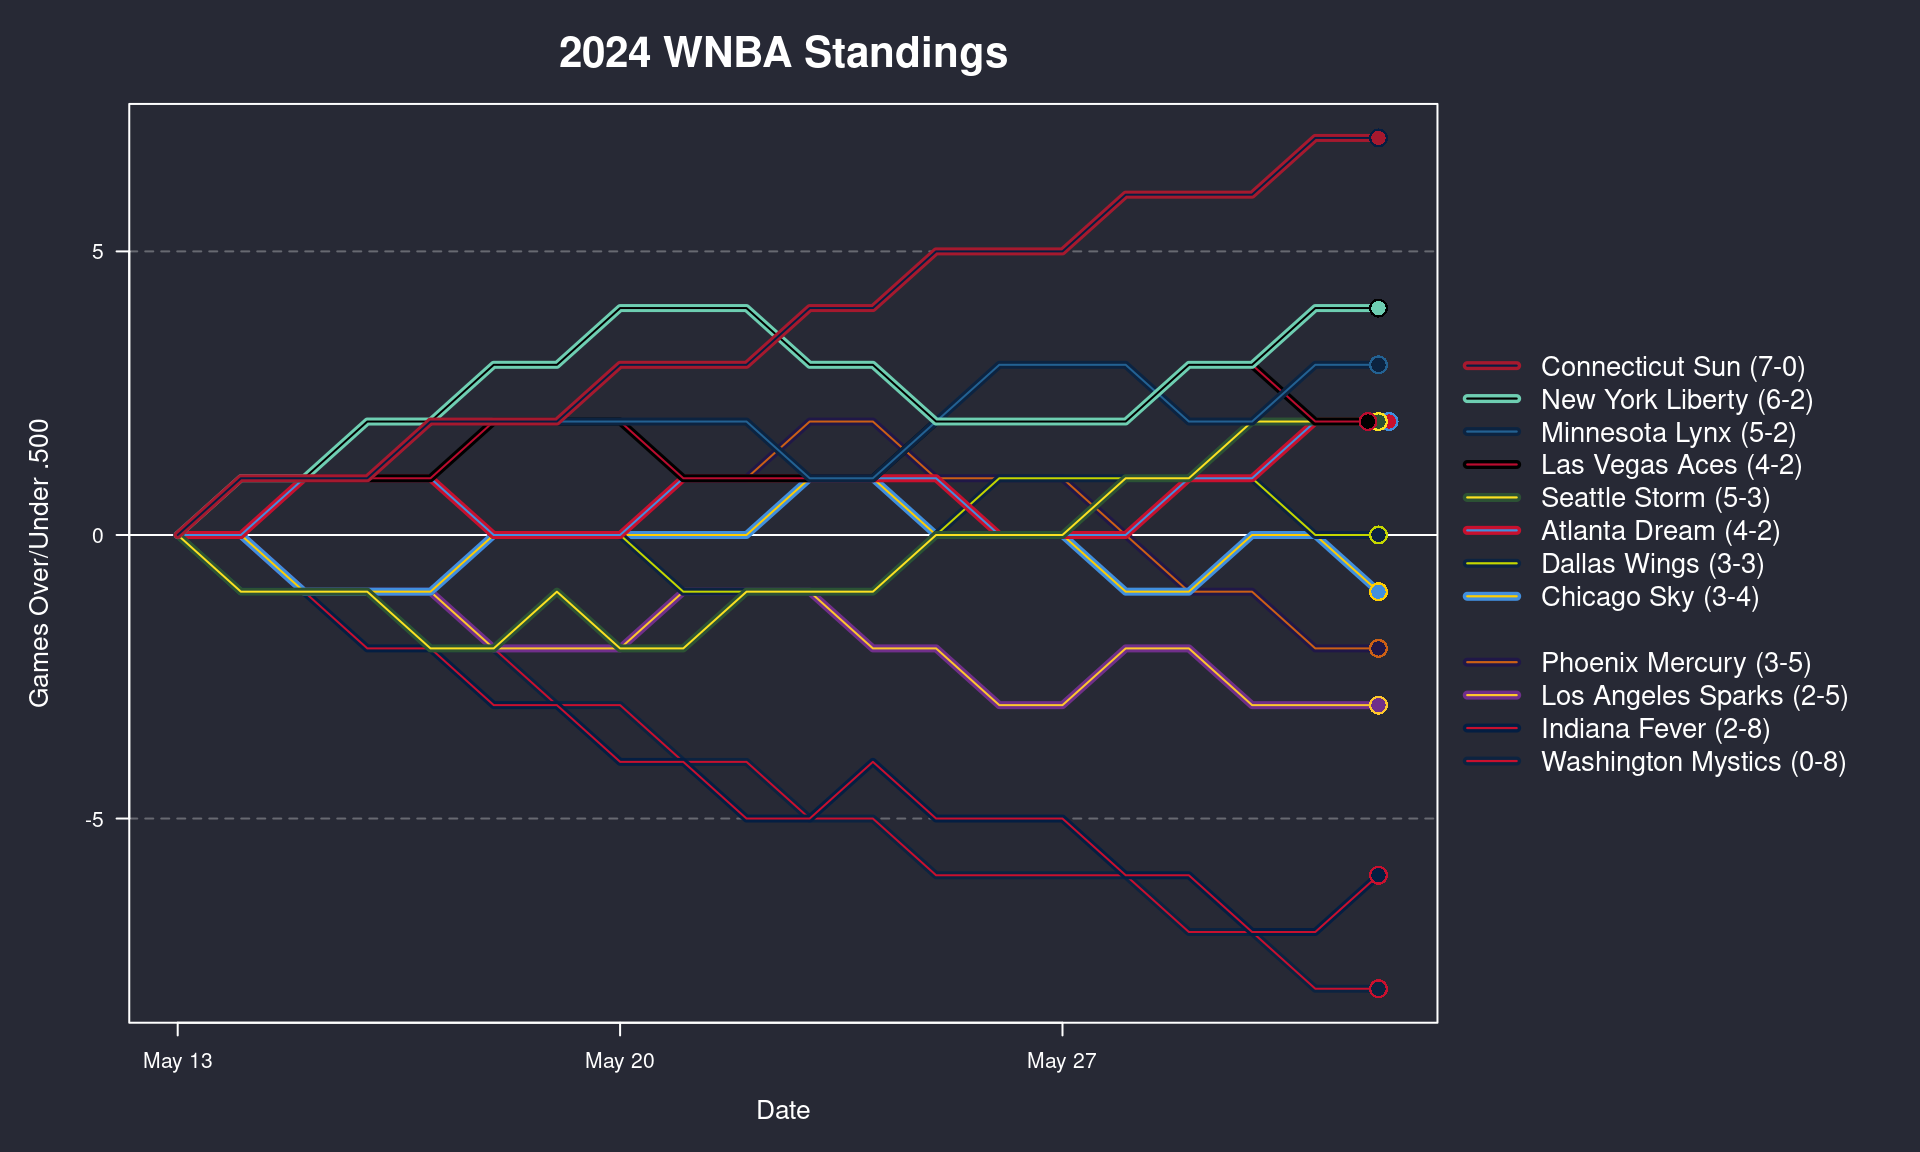 2024 WNBA Standings
Games Over/Under .500
5
0
-5
May 13
May 20
May 27
Date
Connecticut Sun (7-0)
New York Liberty (6-2)
Minnesota Lynx (5-2)
Las Vegas Aces (4-2)
Seattle Storm (5-3)
Atlanta Dream (4-2)
Dallas Wings (3-3)
Chicago Sky (3-4)
Phoenix Mercury (3-5)
Los Angeles Sparks (2-5)
Indiana Fever (2-8)
Washington Mystics (0-8)